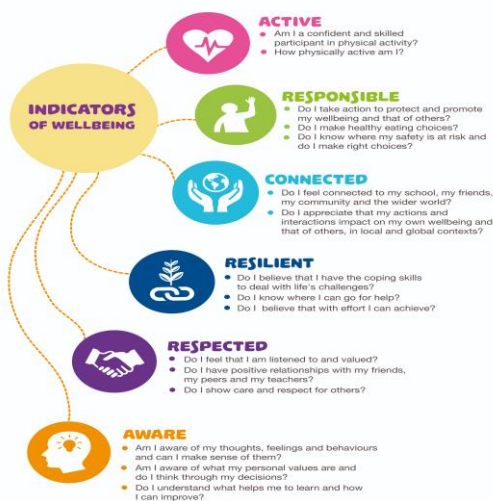 INDICATORS
OF WELLBEING
ACTIVE
• Am I a confident and skilled
participant in physical activity?
• How physically active am I?
RESPONSIBLE
• Do I take action to protect and promote
my wellbeing and that of others?
• Do I make healthy eating choices?
• Do I know where my safety is at risk and
do I make right choices?
CONNECTED
• Do I feel connected to my school, my friends,
my community and the wider world?
• Do I appreciate that my actions and
interactions impact on my own wellbeing and
that of others, in local and global contexts?
RESILIENT
• Do I believe that I have the coping skills
to deal with life's challenges?
• Do I know where I can go for help?
• Do I believe that with effort I can achieve?
RESPECTED
• Do I feel that I am listened to and valued?
• Do I have positive relationships with my friends,
my peers and my teachers?
• Do I show care and respect for others?
AWARE
• Am I aware of my thoughts, feelings and behaviours
and can I make sense of them?
• Am I aware of what my personal values are and
do I think through my decisions?
• Do I understand what helps me to learn and how
I can improve?